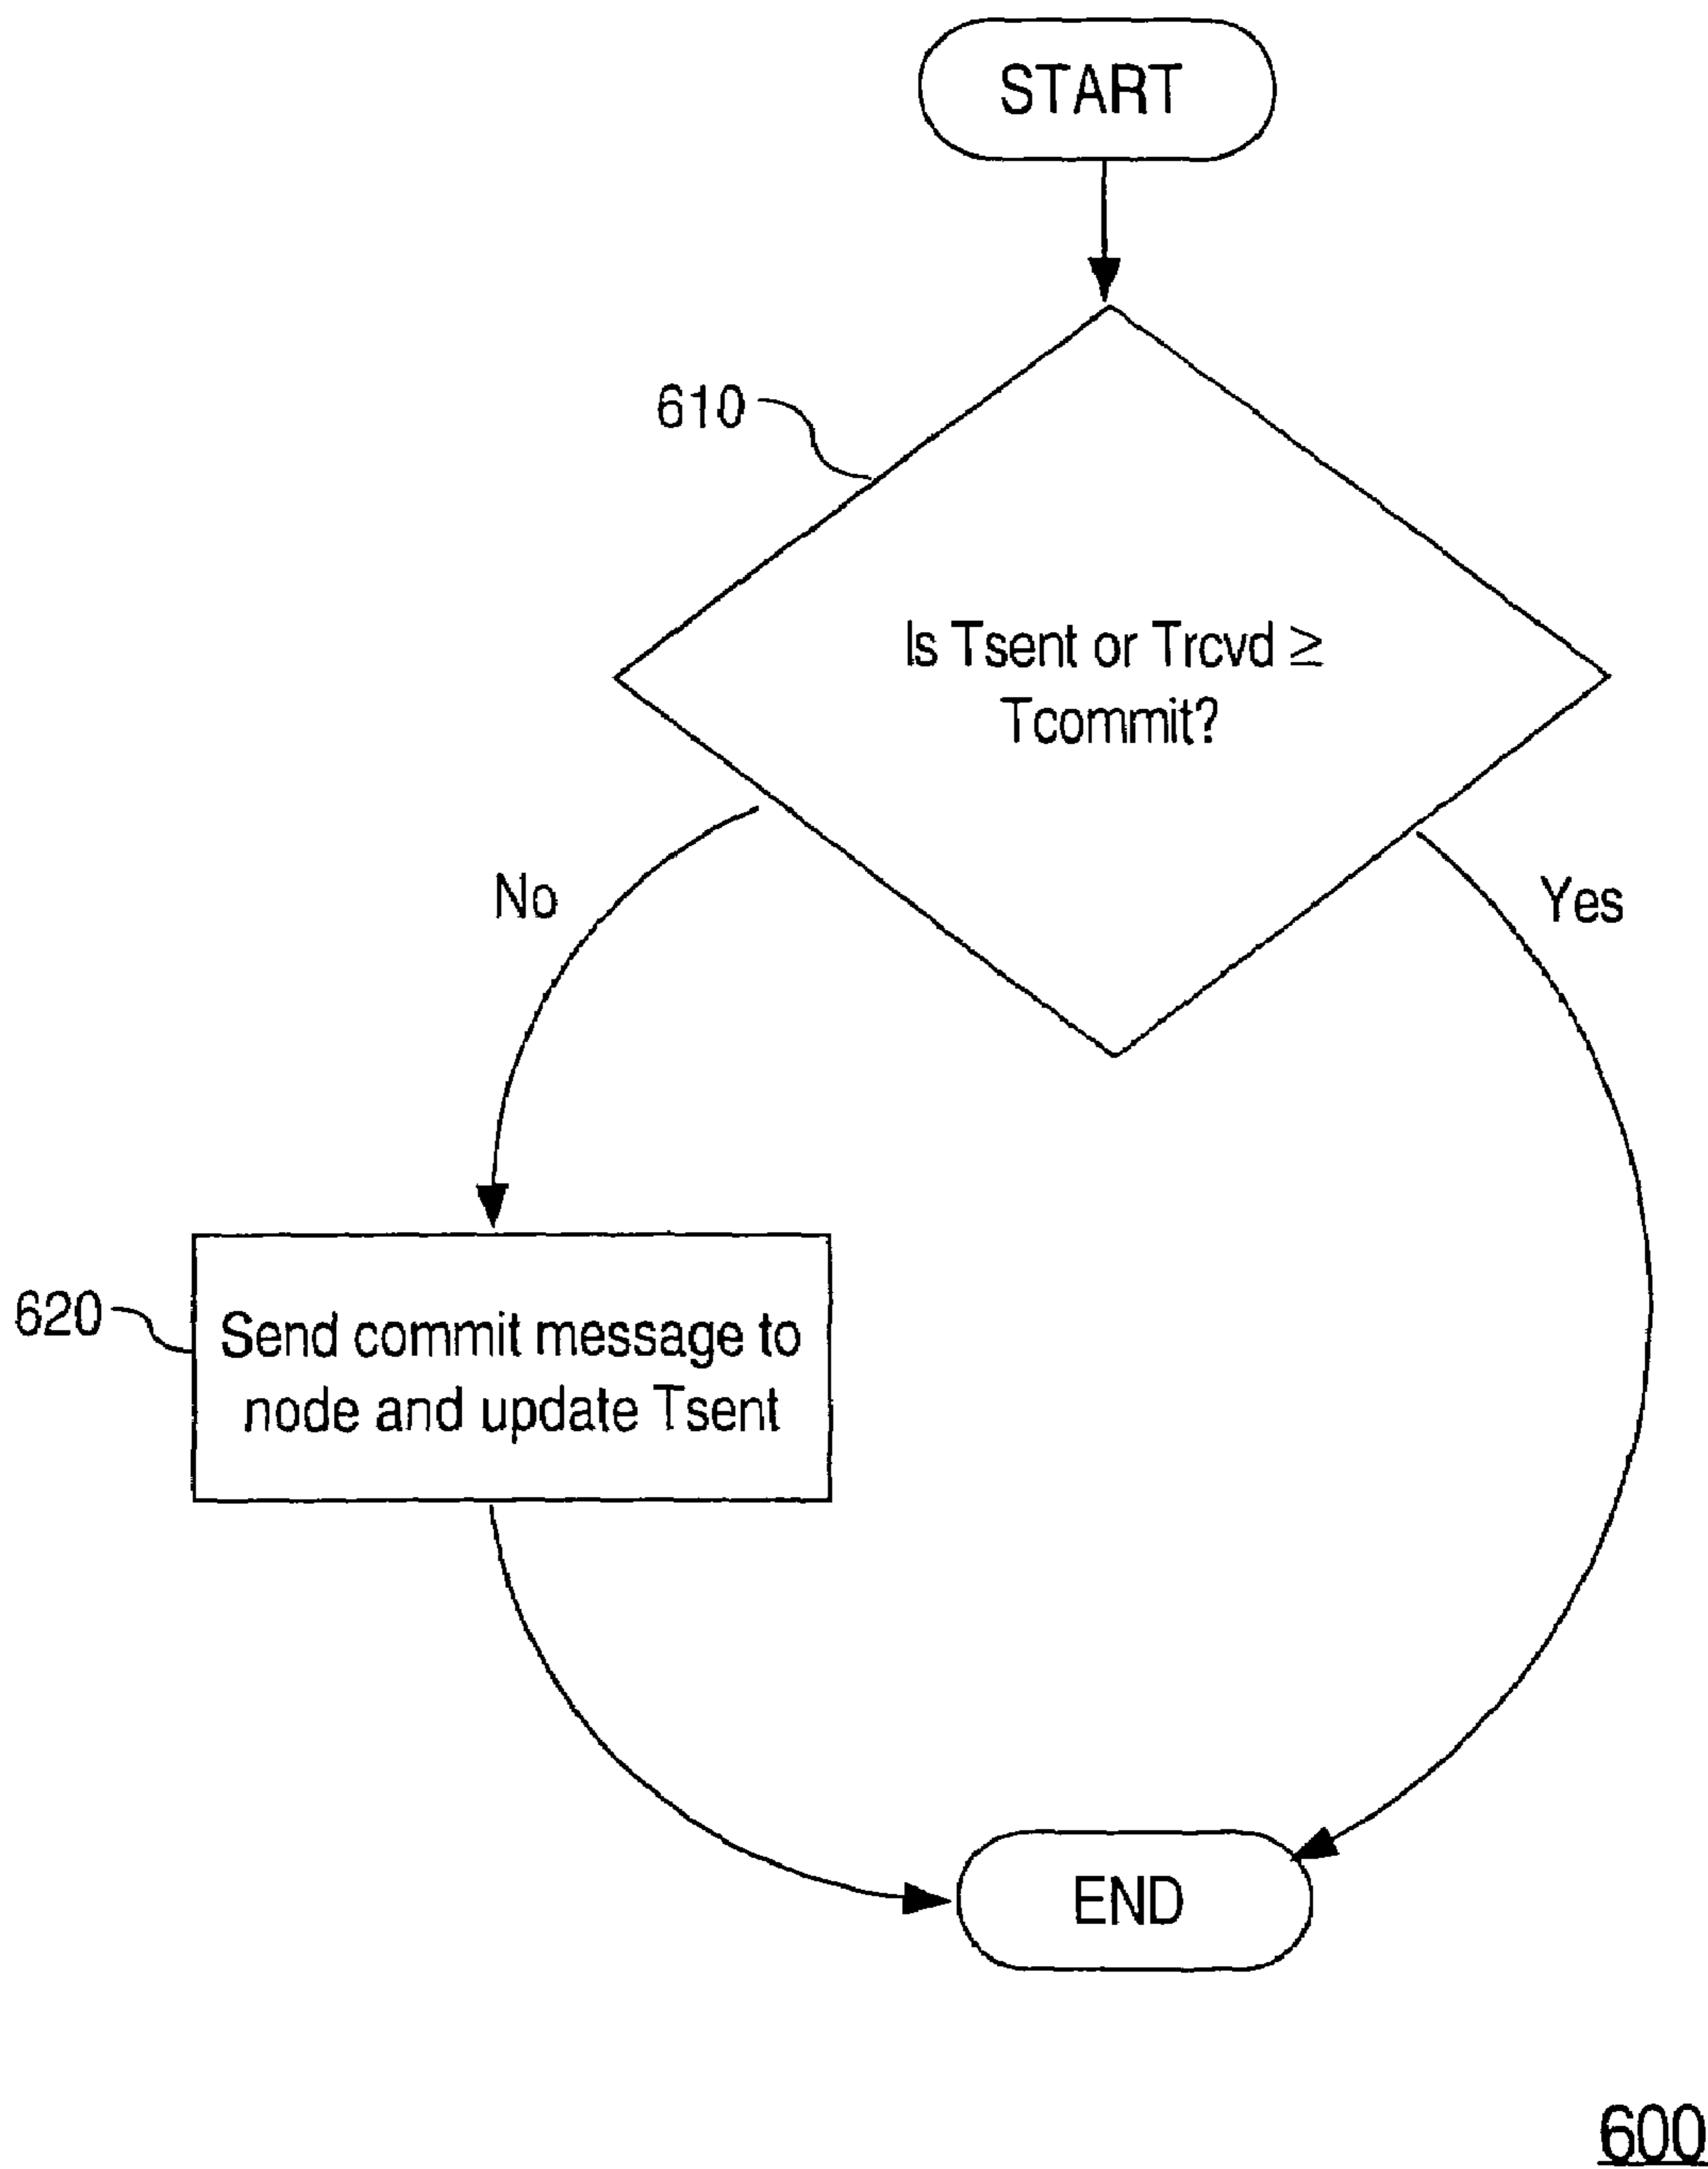 START
610
Is Tsent or Trcvd ≥
Tcommit?
No
Yes
620
Send commit message to
node and update Tsent
END
600